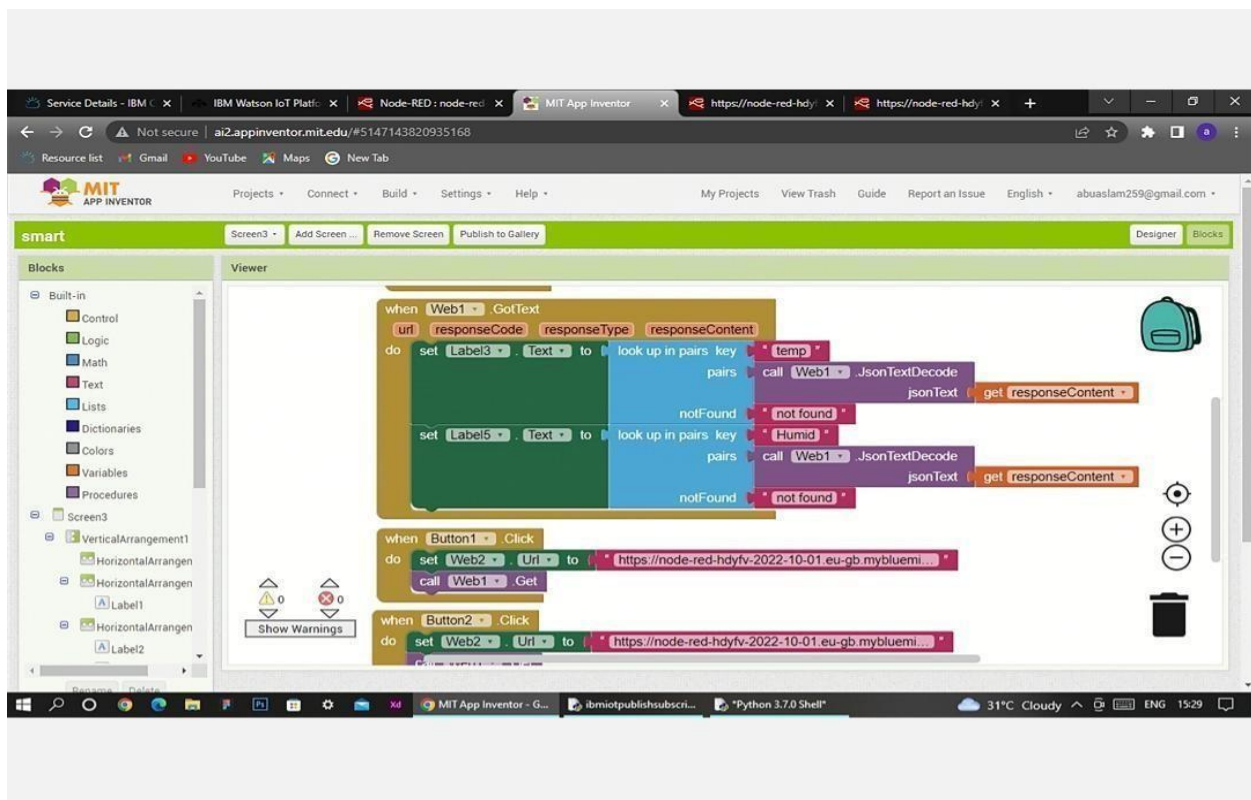 Service Details - IBM C
IBM Watson IoT Platfo
Node-RED : node-red
MIT App Inventor
https://node-red-hdyf
https://node-red-hdyf
Not secure | ai2.appinventor.mit.edu/#5147143820935168
a
Resource list Gmail YouTube Maps New Tab
MIT
APP INVENTOR
Projects Connect Build Settings Help My Projects View Trash Guide Report an Issue English abuaslam259@gmail.com
smart Screen3 Add Screen ... Remove Screen Publish to Gallery Designer Blocks
Blocks Viewer
Built-in
Control
Logic
Math
Text
Lists
Dictionaries
Colors
Variables
Procedures
Screen3
VerticalArrangement1
HorizontalArrangen
HorizontalArrangen
Label1
HorizontalArrangen
Label2
Rename Delete
when Web1 .GotText
url responseCode responseType responseContent
do set Label3 . Text to look up in pairs key " temp "
pairs call Web1 .JsonTextDecode
jsonText get responseContent
notFound " not found "
set Label5 . Text to look up in pairs key " Humid "
pairs call Web1 .JsonTextDecode
jsonText get responseContent
notFound " not found "
when Button1 .Click
do set Web2 . Url to " https://node-red-hdyfv-2022-10-01.eu-gb.mybluemi... "
call Web1 .Get
when Button2 .Click
do set Web2 . Url to " https://node-red-hdyfv-2022-10-01.eu-gb.mybluemi... "
0 0
Show Warnings
Ps Xd MIT App Inventor - G... ibmiotpublishsubscri... *Python 3.7.0 Shell* 31°C Cloudy ENG 15:29